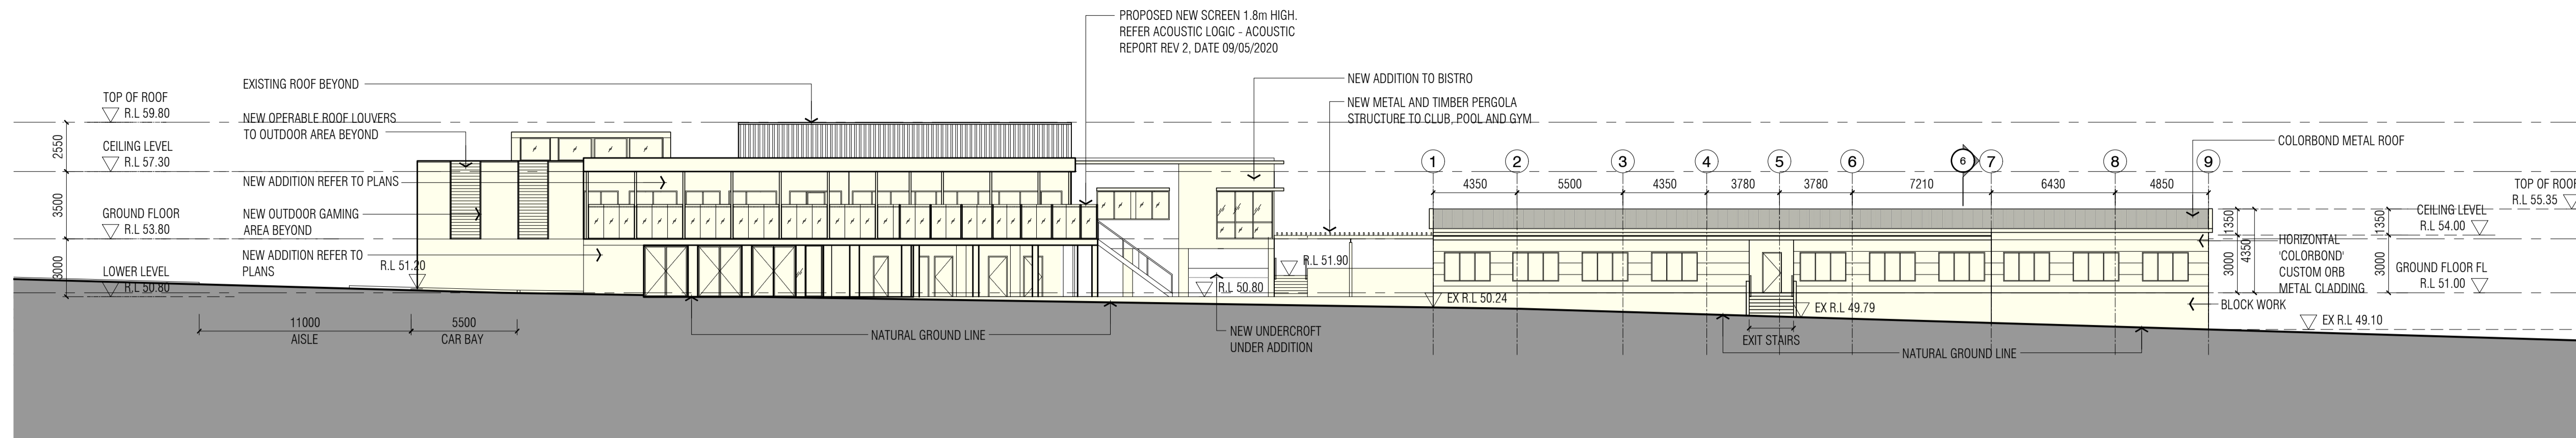 PROPOSED NEW SCREEN 1.8m HIGH.
REFER ACOUSTIC LOGIC - ACOUSTIC
REPORT REV 2, DATE 09/05/2020
EXISTING ROOF BEYOND
NEW ADDITION TO BISTRO
TOP OF ROOF
R.L 59.80
NEW METAL AND TIMBER PERGOLA
STRUCTURE TO CLUB, POOL AND GYM
NEW OPERABLE ROOF LOUVERS
TO OUTDOOR AREA BEYOND
COLORBOND METAL ROOF
2550
CEILING LEVEL
R.L 57.30
1
2
3
4
5
6
6
7
8
9
NEW ADDITION REFER TO PLANS
4350
5500
4350
3780
3780
7210
6430
4850
TOP OF ROOF
R.L 55.35
3500
GROUND FLOOR
R.L 53.80
NEW OUTDOOR GAMING
AREA BEYOND
1350
4350
1350
CEILING LEVEL
R.L 54.00
HORIZONTAL
'COLORBOND'
CUSTOM ORB
METAL CLADDING
NEW ADDITION REFER TO
PLANS
R.L 51.20
3000
LOWER LEVEL
R.L 50.80
R.L 51.90
R.L 50.80
3000
3000
GROUND FLOOR FL
R.L 51.00
EX R.L 50.24
EX R.L 49.79
BLOCK WORK
EX R.L 49.10
11000
AISLE
5500
CAR BAY
NATURAL GROUND LINE
NEW UNDERCROFT
UNDER ADDITION
EXIT STAIRS
NATURAL GROUND LINE